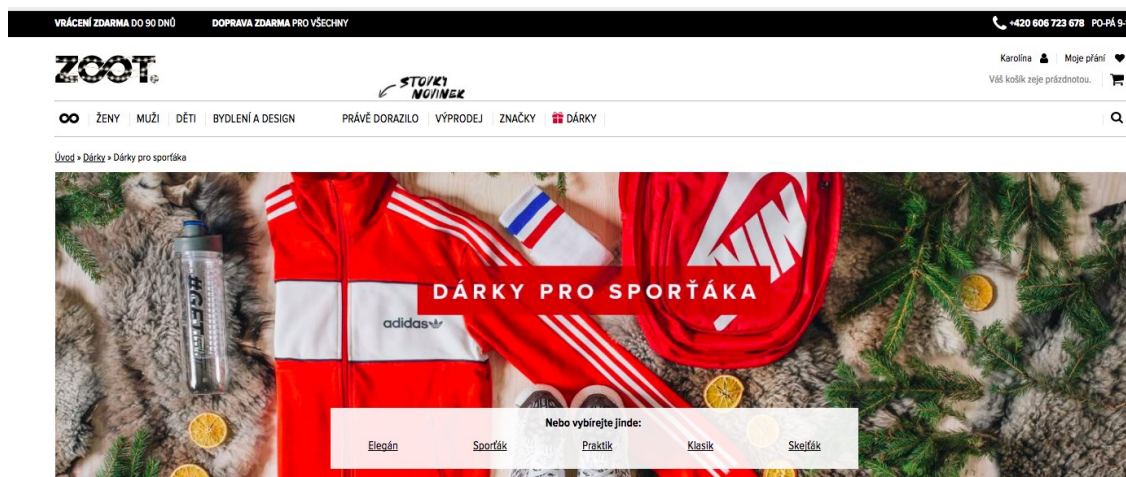 VRÁCENÍ ZDARMA DO 90 DNŮ DOPRAVA ZDARMA PRO VŠECHNY +420 606 723 678 PO-PÁ 9-
ZOOT.
Karolína Moje přání
Váš košík zeje prázdnotou.
STOVKY
NOVINEK
ŽENY MUŽI DĚTI BYDLENÍ A DESIGN PRÁVĚ DORAZILO VÝPRODEJ ZNAČKY DÁRKY
Úvod » Dárky » Dárky pro sporťáka
DÁRKY PRO SPORŤÁKA
adidas
Nebo vybírejte jinde:
Elegán Sporťák Praktik Klasik Skejťák